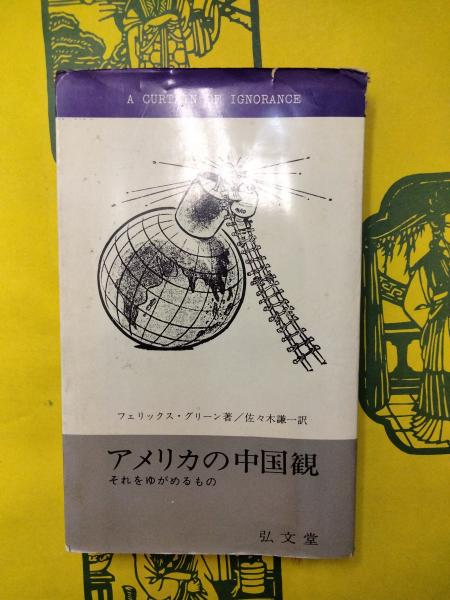 A CURTAIN OF IGNORANCE
フェリックス・グリーン著/佐々木謙一訳
アメリカの中国観
それをゆがめるもの
弘文堂